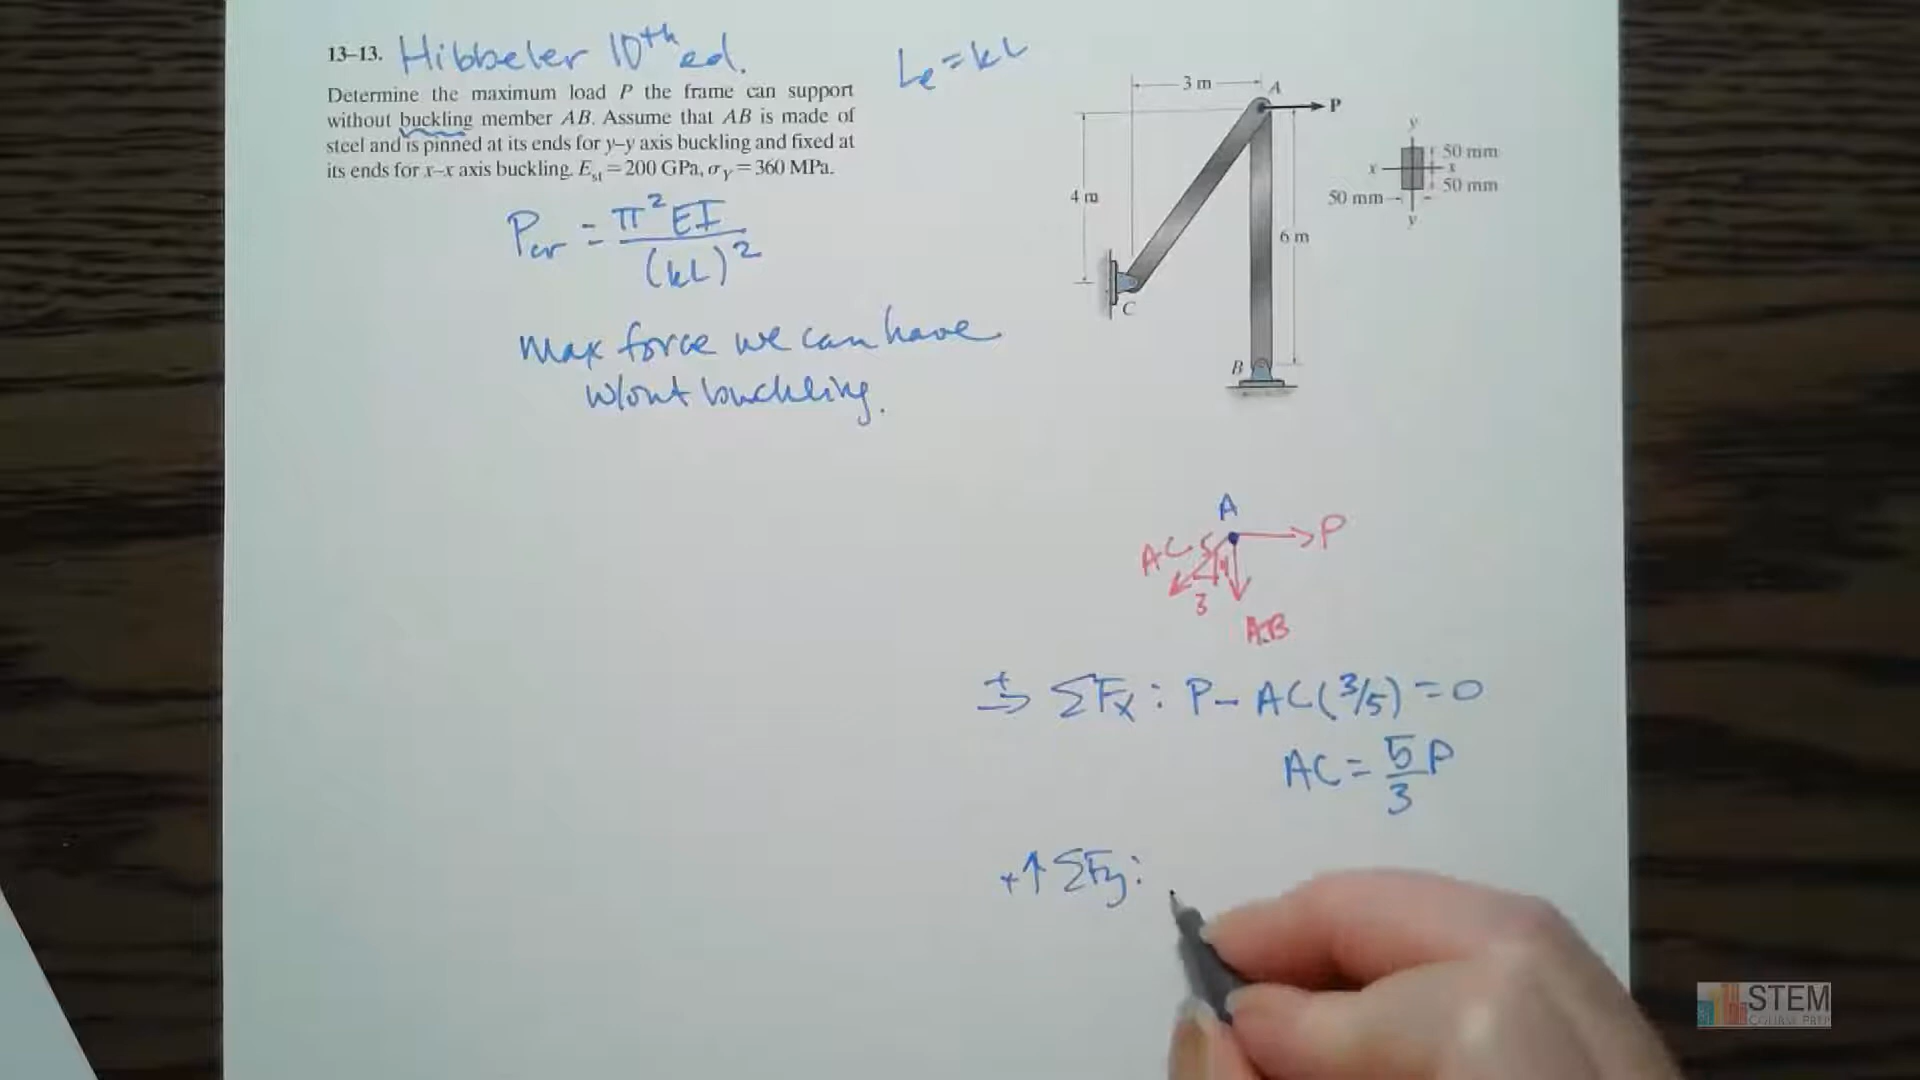 13–13. Hibbeler 10th ed.
Determine the maximum load P the frame can support
without buckling member AB. Assume that AB is made of
steel and is pinned at its ends for y–y axis buckling and fixed at
its ends for x–x axis buckling. Est = 200 GPa, σY = 360 MPa.
Le = kL
Pcr = π²EI / (kL)²
Max force we can have
w/out buckling.
3 m
A
P
4 m
C
6 m
B
y
50 mm
x
x
50 mm
50 mm
y
A
P
AC
5
4
3
AB
+→ ΣFx: P – AC(3/5) = 0
AC = 5/3 P
+↑ ΣFy:
STEM
COURSE PREP